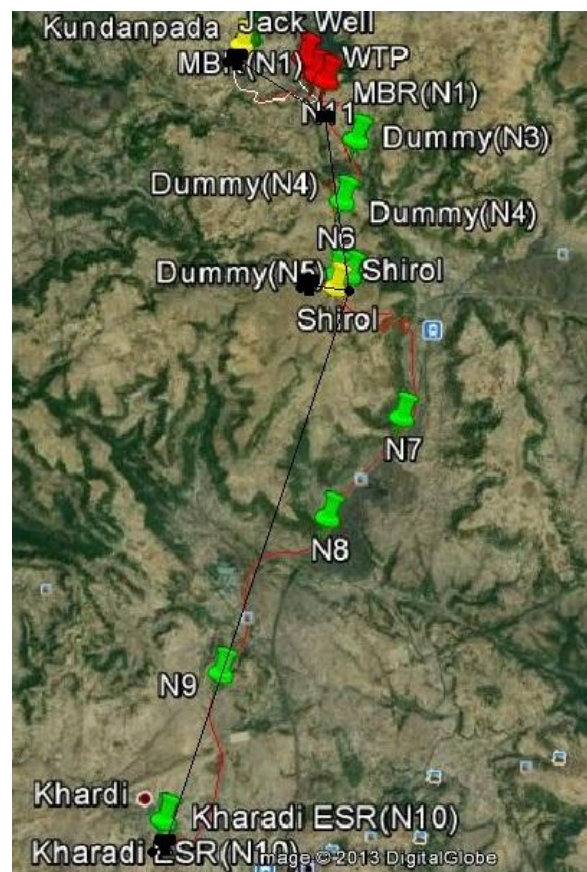 Kundanpada
Jack Well
MBR(N1)
WTP
MBR(N1)
N11
Dummy(N3)
Dummy(N4)
Dummy(N4)
N6
Dummy(N5)
Shirol
Shirol
N7
N8
N9
Khardi
Kharadi ESR(N10)
Kharadi ESR(N10)
Image © 2013 DigitalGlobe